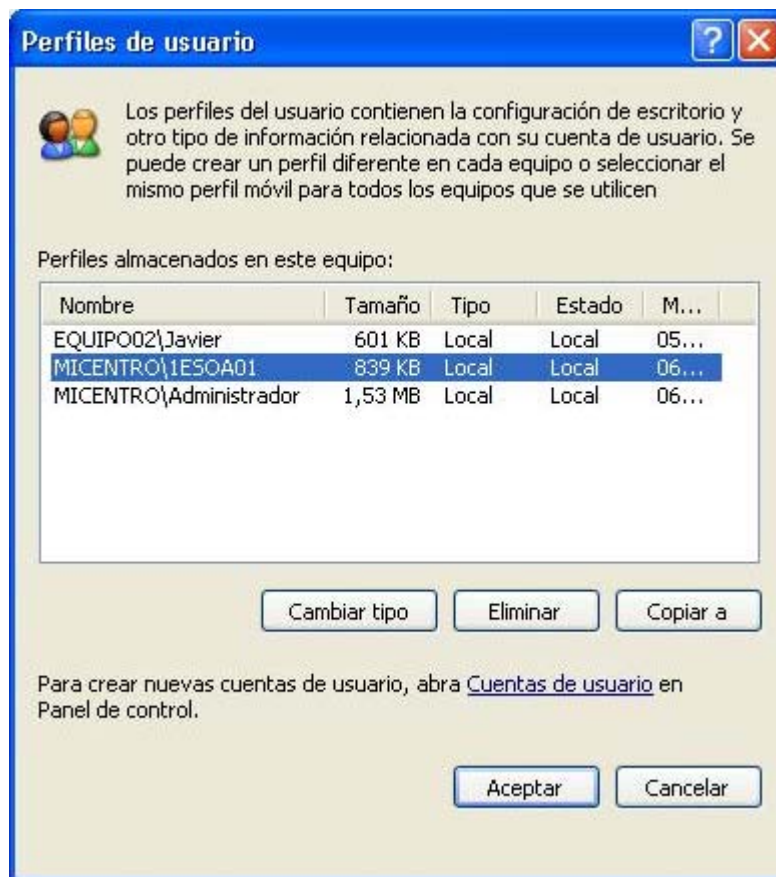 Perfiles de usuario
Los perfiles del usuario contienen la configuración de escritorio y
otro tipo de información relacionada con su cuenta de usuario. Se
puede crear un perfil diferente en cada equipo o seleccionar el
mismo perfil móvil para todos los equipos que se utilicen
Perfiles almacenados en este equipo:
Nombre Tamaño Tipo Estado M...
EQUIPO02\Javier 601 KB Local Local 05...
MICENTRO\1ESOA01 839 KB Local Local 06...
MICENTRO\Administrador 1,53 MB Local Local 06...
Cambiar tipo Eliminar Copiar a
Para crear nuevas cuentas de usuario, abra Cuentas de usuario en
Panel de control.
Aceptar Cancelar